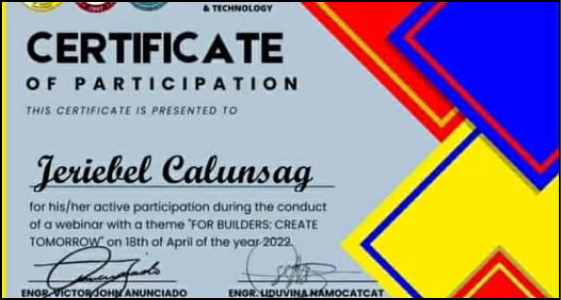 & TECHNOLOGY
CERTIFICATE
OF PARTICIPATION
THIS CERTIFICATE IS PRESENTED TO
Jeriebel Calunsag
for his/her active participation during the conduct
of a webinar with a theme "FOR BUILDERS: CREATE
TOMORROW" on 18th of April of the year 2022.
ENGR. VICTOR JOHN ANUNCIADO ENGR. LIDUVINA NAMOCATCAT